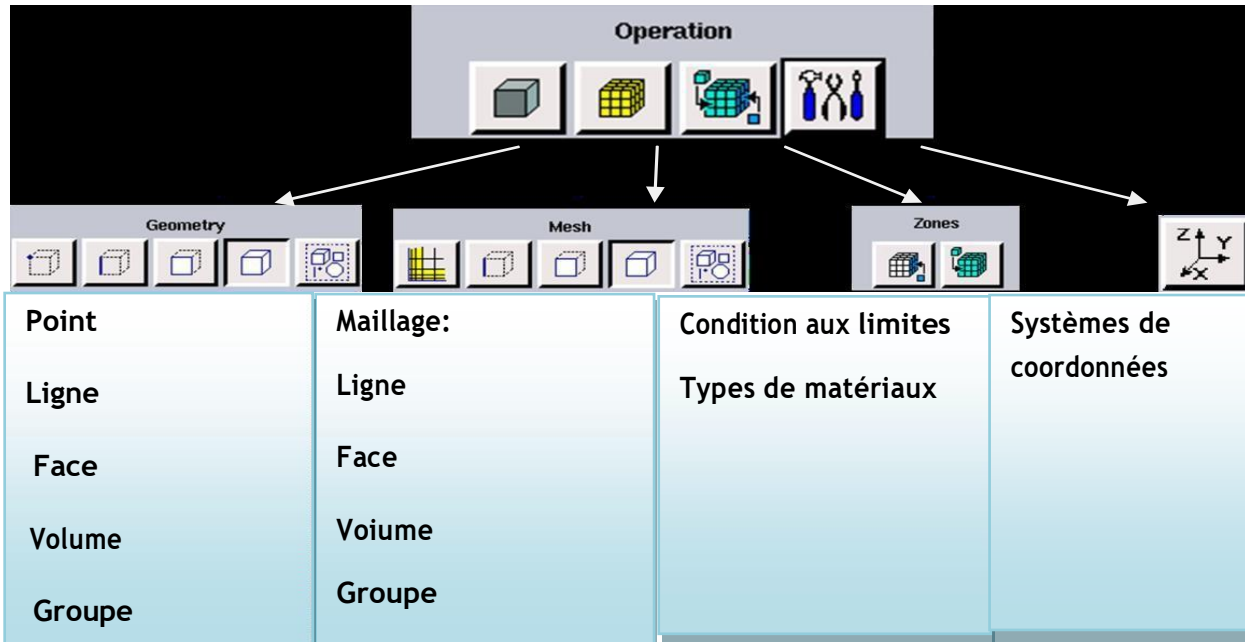 Operation
Geometry
Mesh
Zones
Z
Y
X
Point
Ligne
Face
Volume
Groupe
Maillage:
Ligne
Face
Voiume
Groupe
Condition aux limites
Types de matériaux
Systèmes de
coordonnées